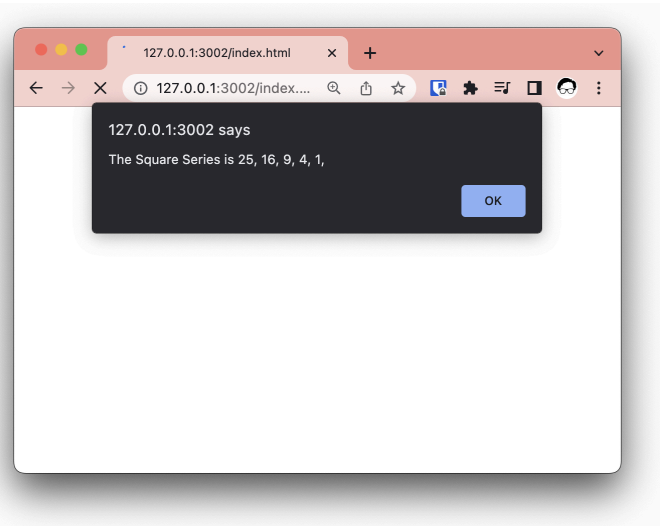 127.0.0.1:3002/index.html
127.0.0.1:3002/index....
127.0.0.1:3002 says
The Square Series is 25, 16, 9, 4, 1,
OK